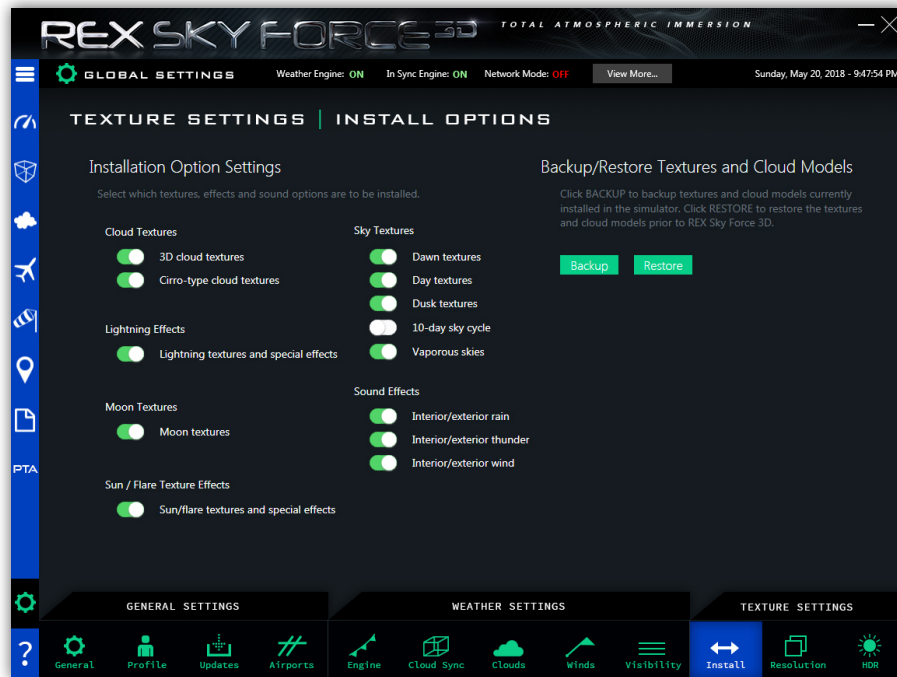 REX SKY FORCE 3D
TOTAL ATMOSPHERIC IMMERSION
GLOBAL SETTINGS
Weather Engine: ON
In Sync Engine: ON
Network Mode: OFF
View More...
Sunday, May 20, 2018 - 9:47:54 PM
TEXTURE SETTINGS | INSTALL OPTIONS
Installation Option Settings
Select which textures, effects and sound options are to be installed.
Cloud Textures
3D cloud textures
Cirro-type cloud textures
Lightning Effects
Lightning textures and special effects
Moon Textures
Moon textures
Sun / Flare Texture Effects
Sun/flare textures and special effects
Sky Textures
Dawn textures
Day textures
Dusk textures
10-day sky cycle
Vaporous skies
Sound Effects
Interior/exterior rain
Interior/exterior thunder
Interior/exterior wind
Backup/Restore Textures and Cloud Models
Click BACKUP to backup textures and cloud models currently
installed in the simulator. Click RESTORE to restore the textures
and cloud models prior to REX Sky Force 3D.
Backup
Restore
PTA
GENERAL SETTINGS
WEATHER SETTINGS
TEXTURE SETTINGS
?
General
Profile
Updates
Airports
Engine
Cloud Sync
Clouds
Winds
Visibility
Install
Resolution
HDR